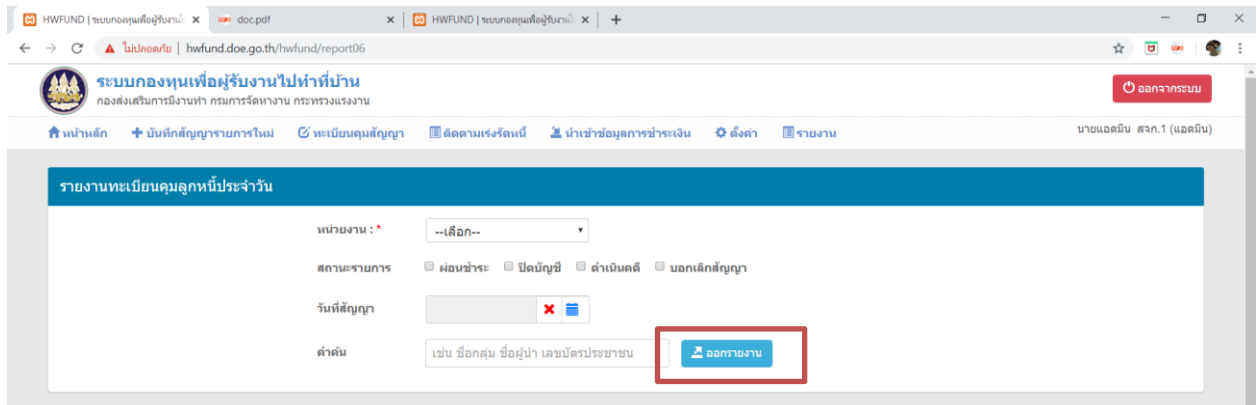 HWFUND | ระบบกองทุนเพื่อผู้รับงานไ
doc.pdf
HWFUND | ระบบกองทุนเพื่อผู้รับงานไ
ไม่ปลอดภัย | hwfund.doe.go.th/hwfund/report06
ระบบกองทุนเพื่อผู้รับงานไปทำที่บ้าน
กองส่งเสริมการมีงานทำ กรมการจัดหางาน กระทรวงแรงงาน
ออกจากระบบ
หน้าหลัก บันทึกสัญญารายการใหม่ ทะเบียนคุมสัญญา ติดตามเร่งรัดหนี้ นำเข้าข้อมูลการชำระเงิน ตั้งค่า รายงาน
นายแอดมิน สจก.1 (แอดมิน)
รายงานทะเบียนคุมลูกหนี้ประจำวัน
หน่วยงาน : * --เลือก--
สถานะรายการ ผ่อนชำระ ปิดบัญชี ดำเนินคดี บอกเลิกสัญญา
วันที่สัญญา
คำค้น เช่น ชื่อกลุ่ม ชื่อผู้นำ เลขบัตรประชาชน ออกรายงาน